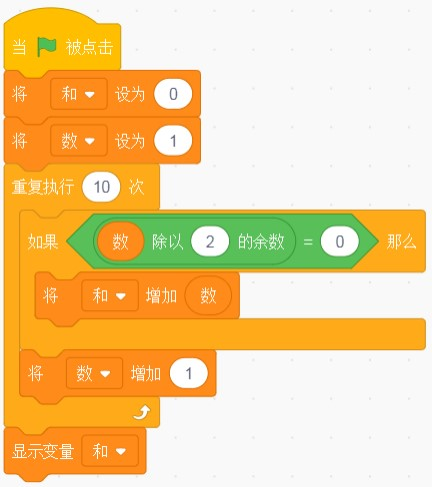 当 被点击
将 和 设为 0
将 数 设为 1
重复执行 10 次
如果 数 除以 2 的余数 = 0 那么
将 和 增加 数
将 数 增加 1
显示变量 和